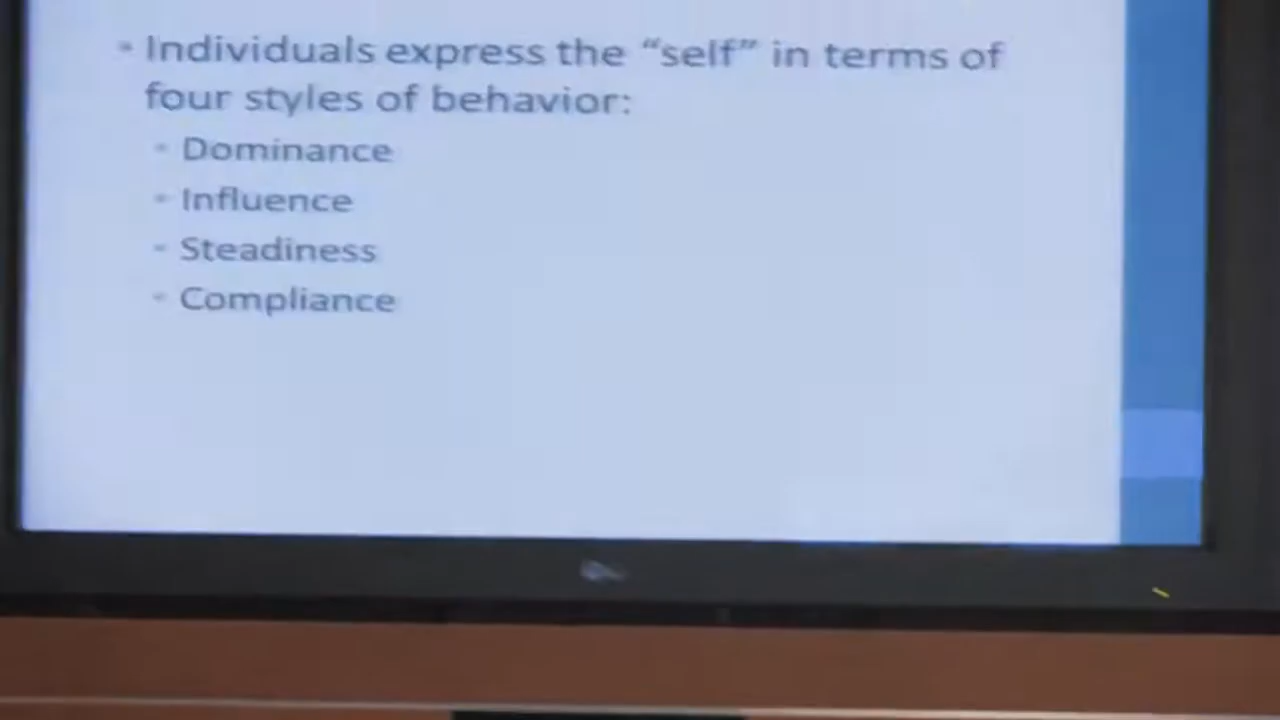 • Individuals express the “self” in terms of
four styles of behavior:
• Dominance
• Influence
• Steadiness
• Compliance